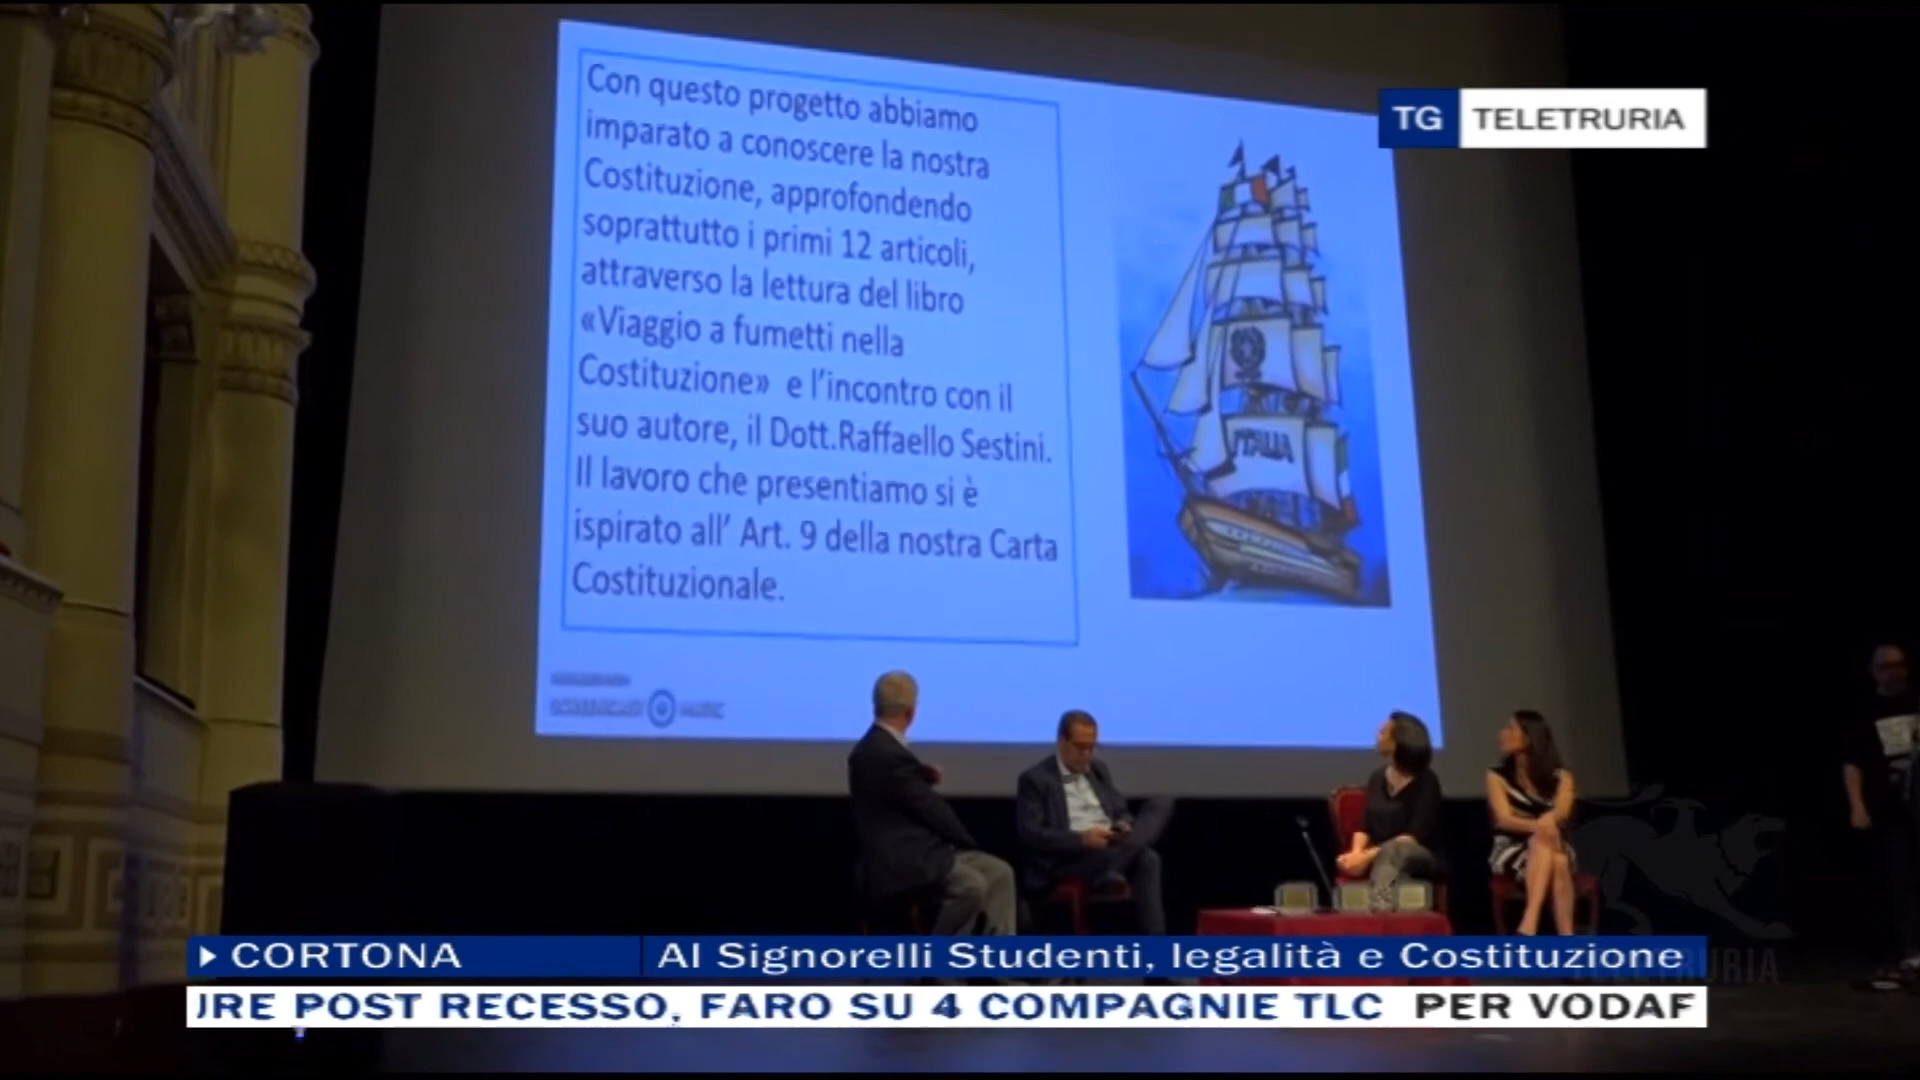 Con questo progetto abbiamo
imparato a conoscere la nostra
Costituzione, approfondendo
soprattutto i primi 12 articoli,
attraverso la lettura del libro
«Viaggio a fumetti nella
Costituzione» e l'incontro con il
suo autore, il Dott.Raffaello Sestini.
Il lavoro che presentiamo si è
ispirato all' Art. 9 della nostra Carta
Costituzionale.
ITALIA
TG TELETRURIA
CORTONA
Al Signorelli Studenti, legalità e Costituzione
TELETRURIA
URE POST RECESSO, FARO SU 4 COMPAGNIE TLC PER VODAF